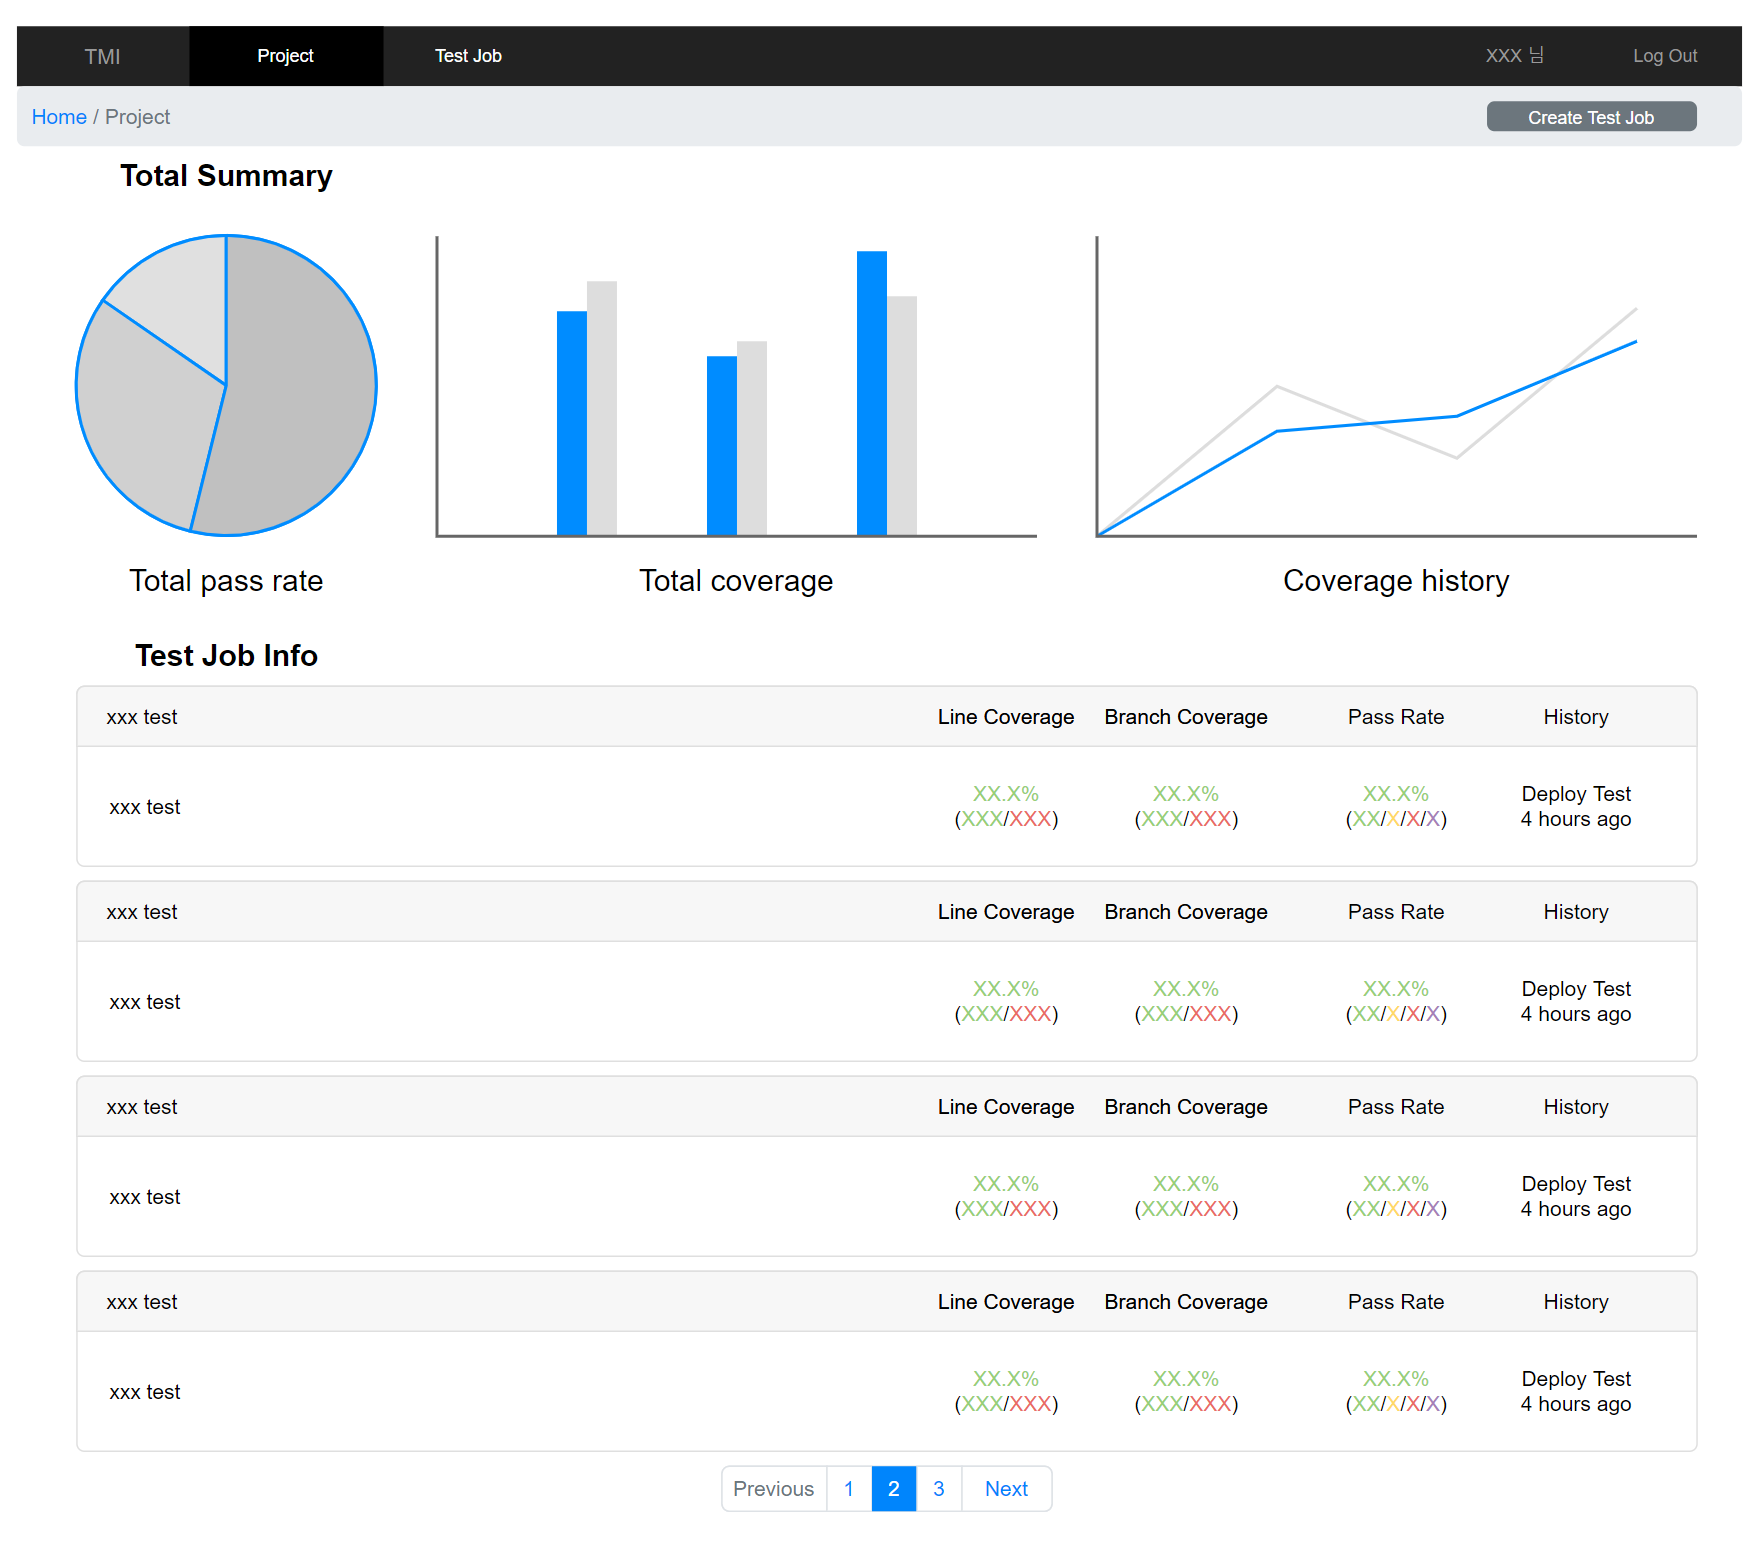 TMI Project Test Job XXX 님 Log Out
Home / Project Create Test Job
Total Summary
Total pass rate Total coverage Coverage history
Test Job Info
xxx test Line Coverage Branch Coverage Pass Rate History
xxx test XX.X% XX.X% XX.X% Deploy Test
(XXX/XXX) (XXX/XXX) (XX/X/X/X) 4 hours ago
xxx test Line Coverage Branch Coverage Pass Rate History
xxx test XX.X% XX.X% XX.X% Deploy Test
(XXX/XXX) (XXX/XXX) (XX/X/X/X) 4 hours ago
xxx test Line Coverage Branch Coverage Pass Rate History
xxx test XX.X% XX.X% XX.X% Deploy Test
(XXX/XXX) (XXX/XXX) (XX/X/X/X) 4 hours ago
xxx test Line Coverage Branch Coverage Pass Rate History
xxx test XX.X% XX.X% XX.X% Deploy Test
(XXX/XXX) (XXX/XXX) (XX/X/X/X) 4 hours ago
Previous 1 2 3 Next